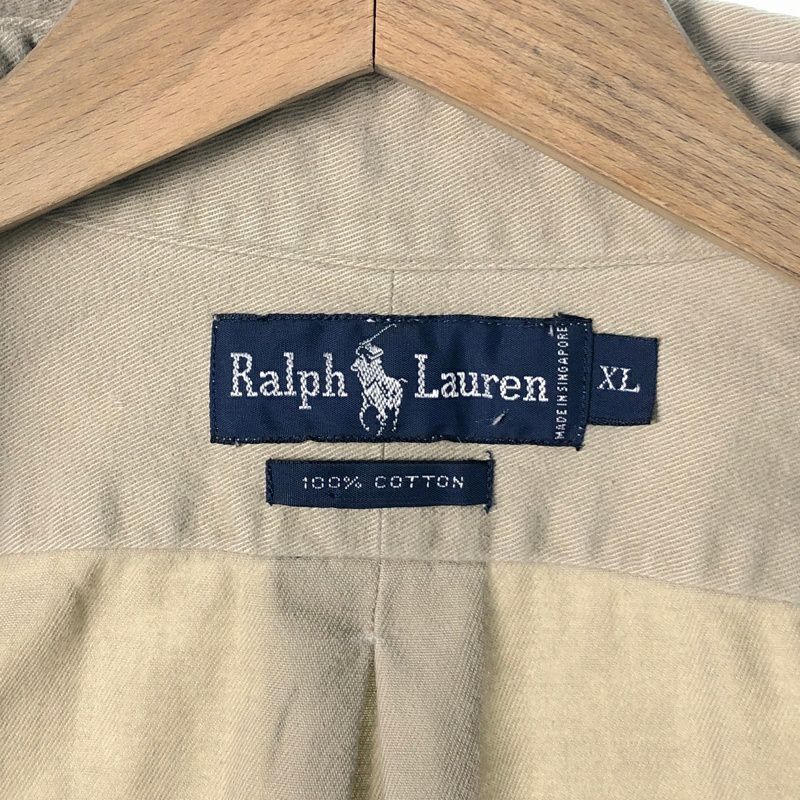 Ralph Lauren
MADE IN SINGAPORE
XL
100% COTTON